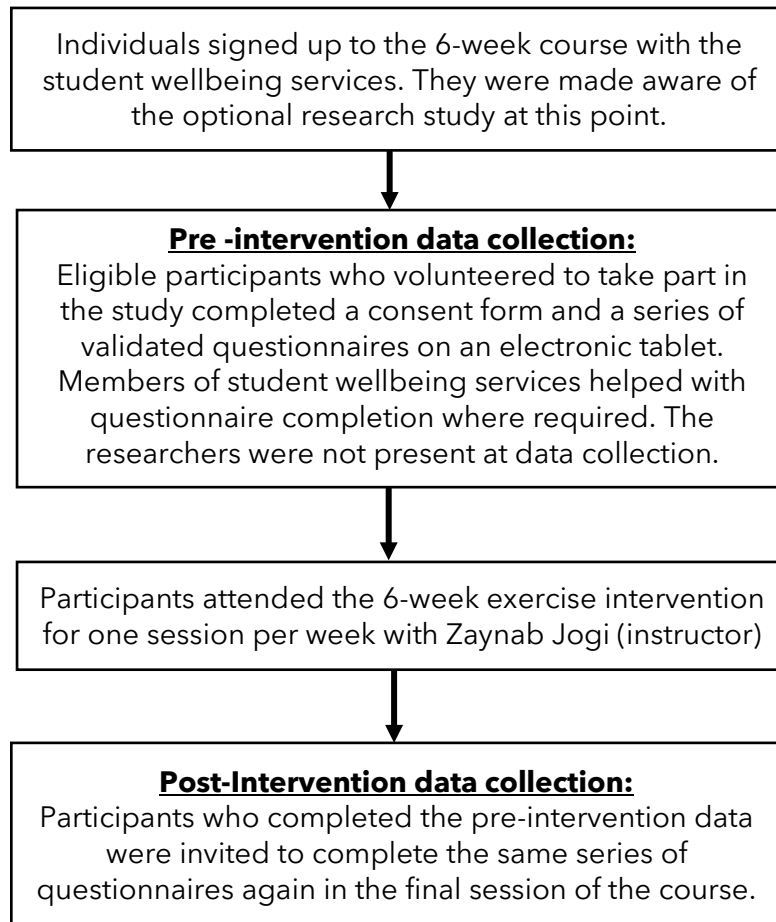 Individuals signed up to the 6-week course with the
student wellbeing services. They were made aware of
the optional research study at this point.
Pre -intervention data collection:
Eligible participants who volunteered to take part in
the study completed a consent form and a series of
validated questionnaires on an electronic tablet.
Members of student wellbeing services helped with
questionnaire completion where required. The
researchers were not present at data collection.
Participants attended the 6-week exercise intervention
for one session per week with Zaynab Jogi (instructor)
Post-Intervention data collection:
Participants who completed the pre-intervention data
were invited to complete the same series of
questionnaires again in the final session of the course.